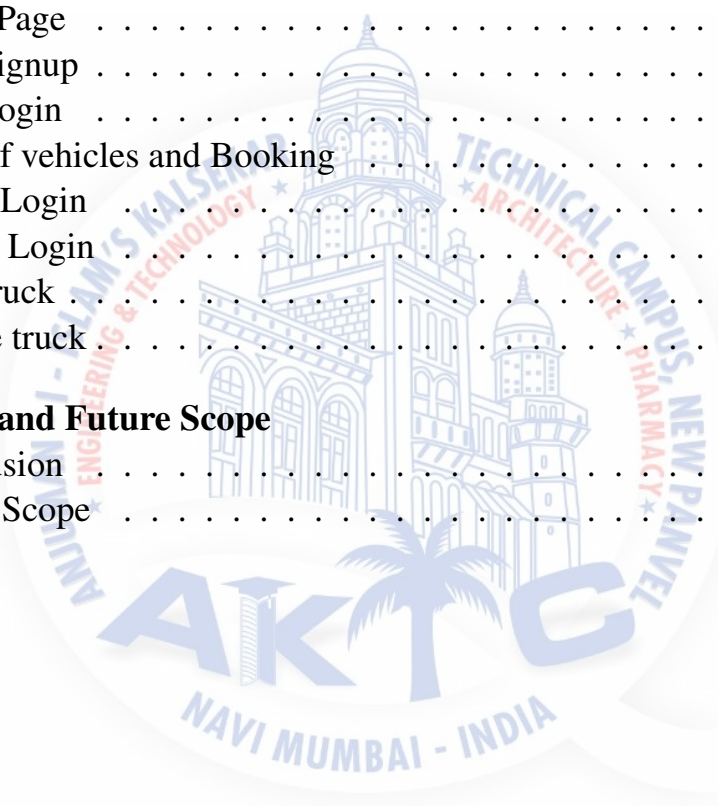 Page . . . . . . . . . . . . . . . . . . . . . . .
ignup . . . . . . . . . . . . . . . . . . . . . . .
ogin . . . . . . . . . . . . . . . . . . . . . . .
f vehicles and Booking . . . . . . . . . . . . .
Login . . . . . . . . . . . . . . . . . . . . . .
Login . . . . . . . . . . . . . . . . . . . . . .
ruck . . . . . . . . . . . . . . . . . . . . . . . .
e truck . . . . . . . . . . . . . . . . . . . . . . .
and Future Scope
sion . . . . . . . . . . . . . . . . . . . . . . .
Scope . . . . . . . . . . . . . . . . . . . . . .
ANJUMAN I - ISLAM'S KALSEKAR TECHNICAL CAMPUS, NEW PANVEL
ENGINEERING & TECHNOLOGY ★ ★ ARCHITECTURE ★ PHARMACY ★
AKTC
NAVI MUMBAI - INDIA